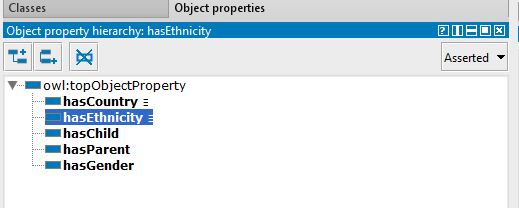 Classes Object properties
Object property hierarchy: hasEthnicity
Asserted
owl:topObjectProperty
hasCountry ≡
hasEthnicity ≡
hasChild
hasParent
hasGender